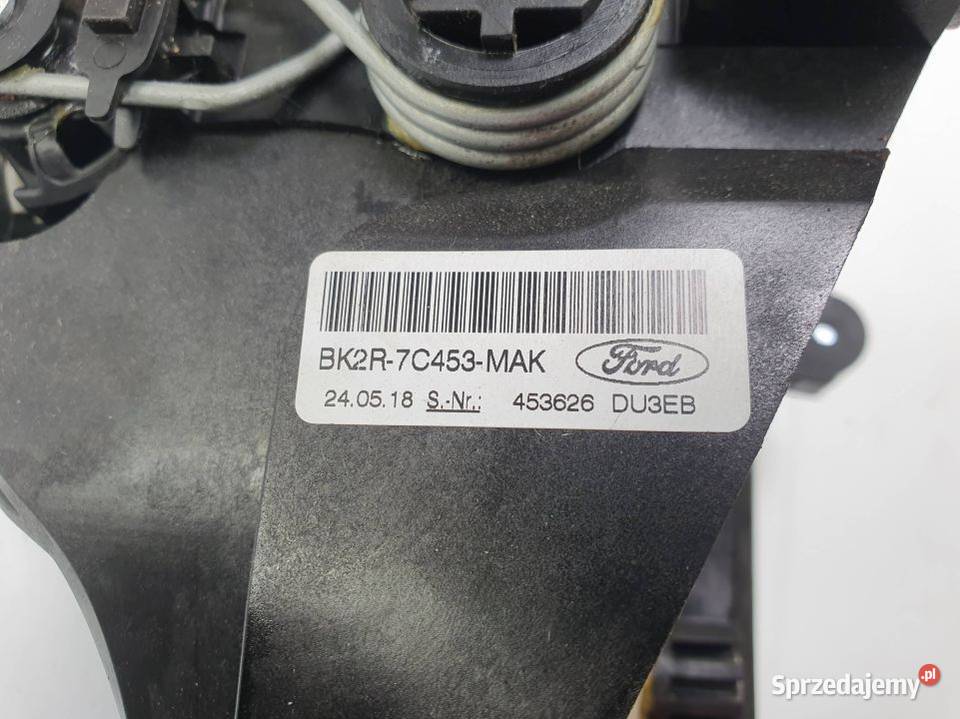 BK2R-7C453-MAK Ford
24.05.18 S.-Nr.: 453626 DU3EB
Sprzedajemy.pl